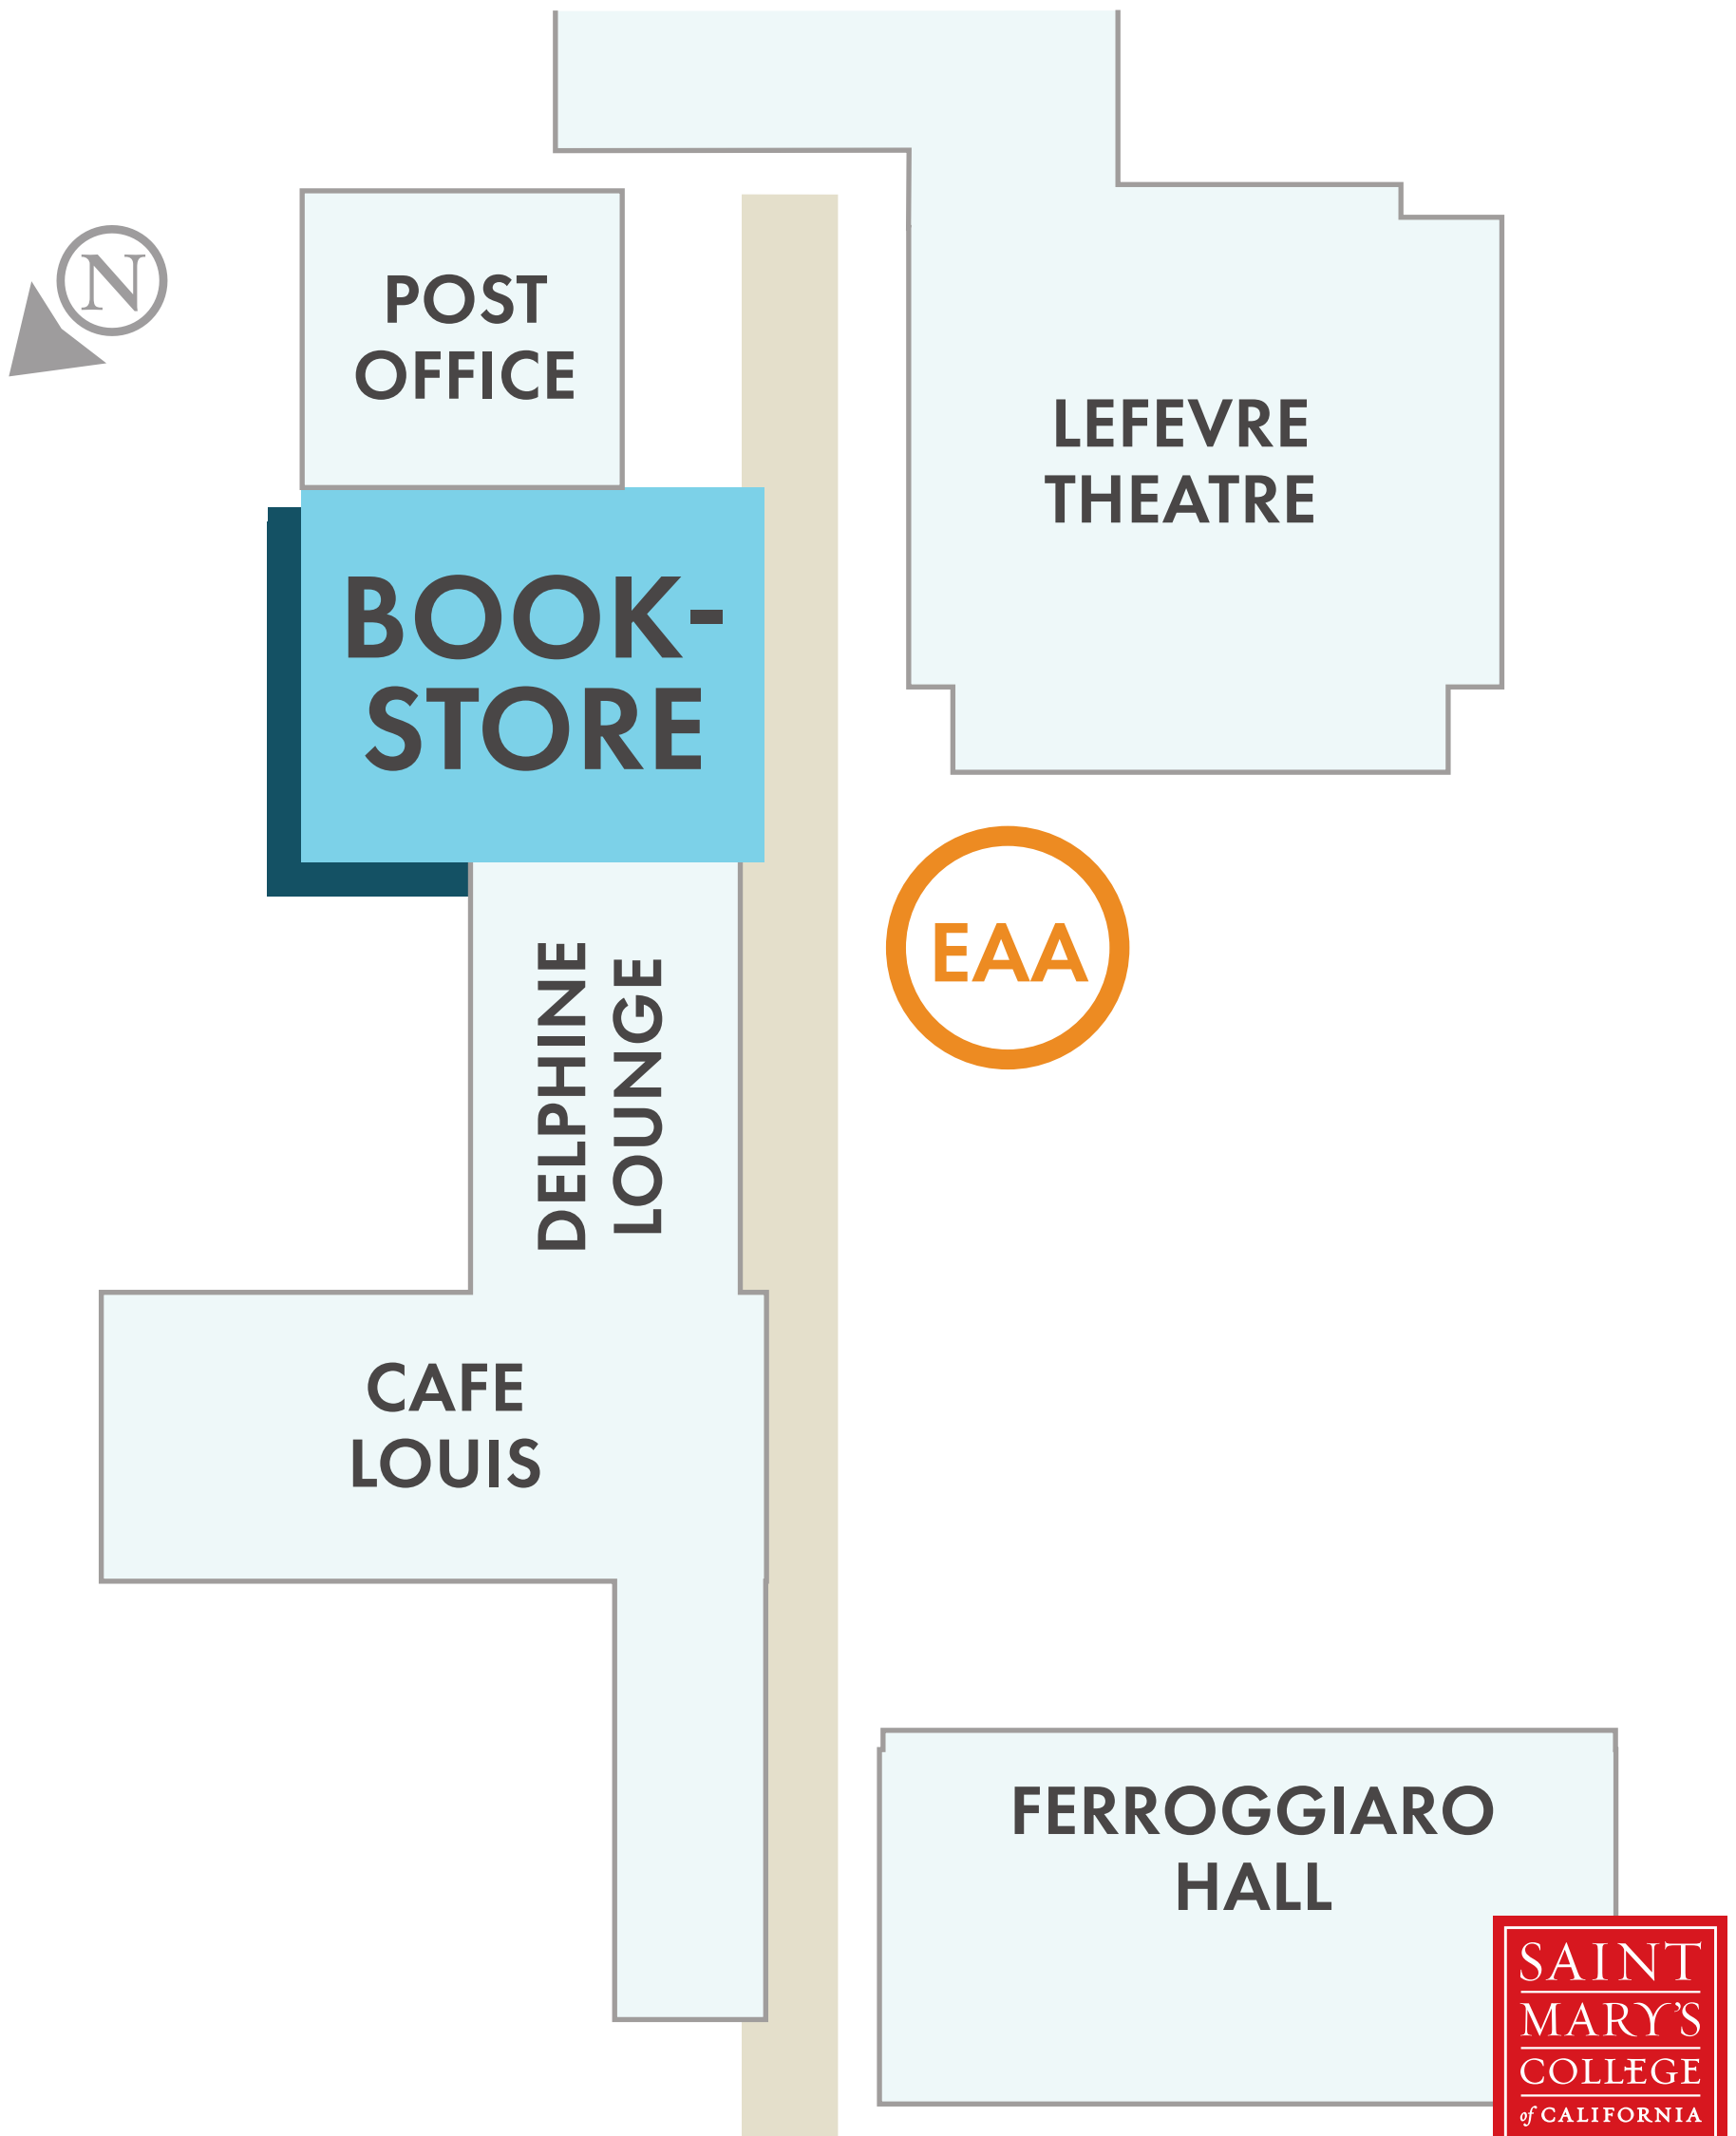 N
POST
OFFICE
LEFEVRE
THEATRE
BOOK-
STORE
EAA
DELPHINE
LOUNGE
CAFE
LOUIS
FERROGGIARO
HALL
SAINT
MARY'S
COLLEGE
of CALIFORNIA